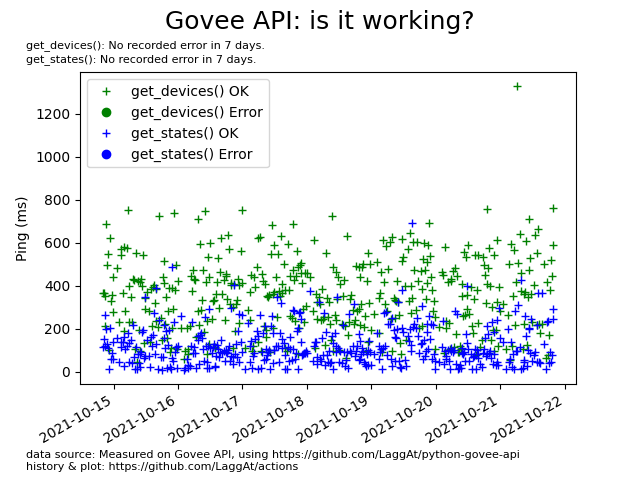 Govee API: is it working?
get_devices(): No recorded error in 7 days.
get_states(): No recorded error in 7 days.
get_devices() OK
get_devices() Error
get_states() OK
get_states() Error
Ping (ms)
1200
1000
800
600
400
200
0
2021-10-15
2021-10-16
2021-10-17
2021-10-18
2021-10-19
2021-10-20
2021-10-21
2021-10-22
data source: Measured on Govee API, using https://github.com/LaggAt/python-govee-api
history & plot: https://github.com/LaggAt/actions